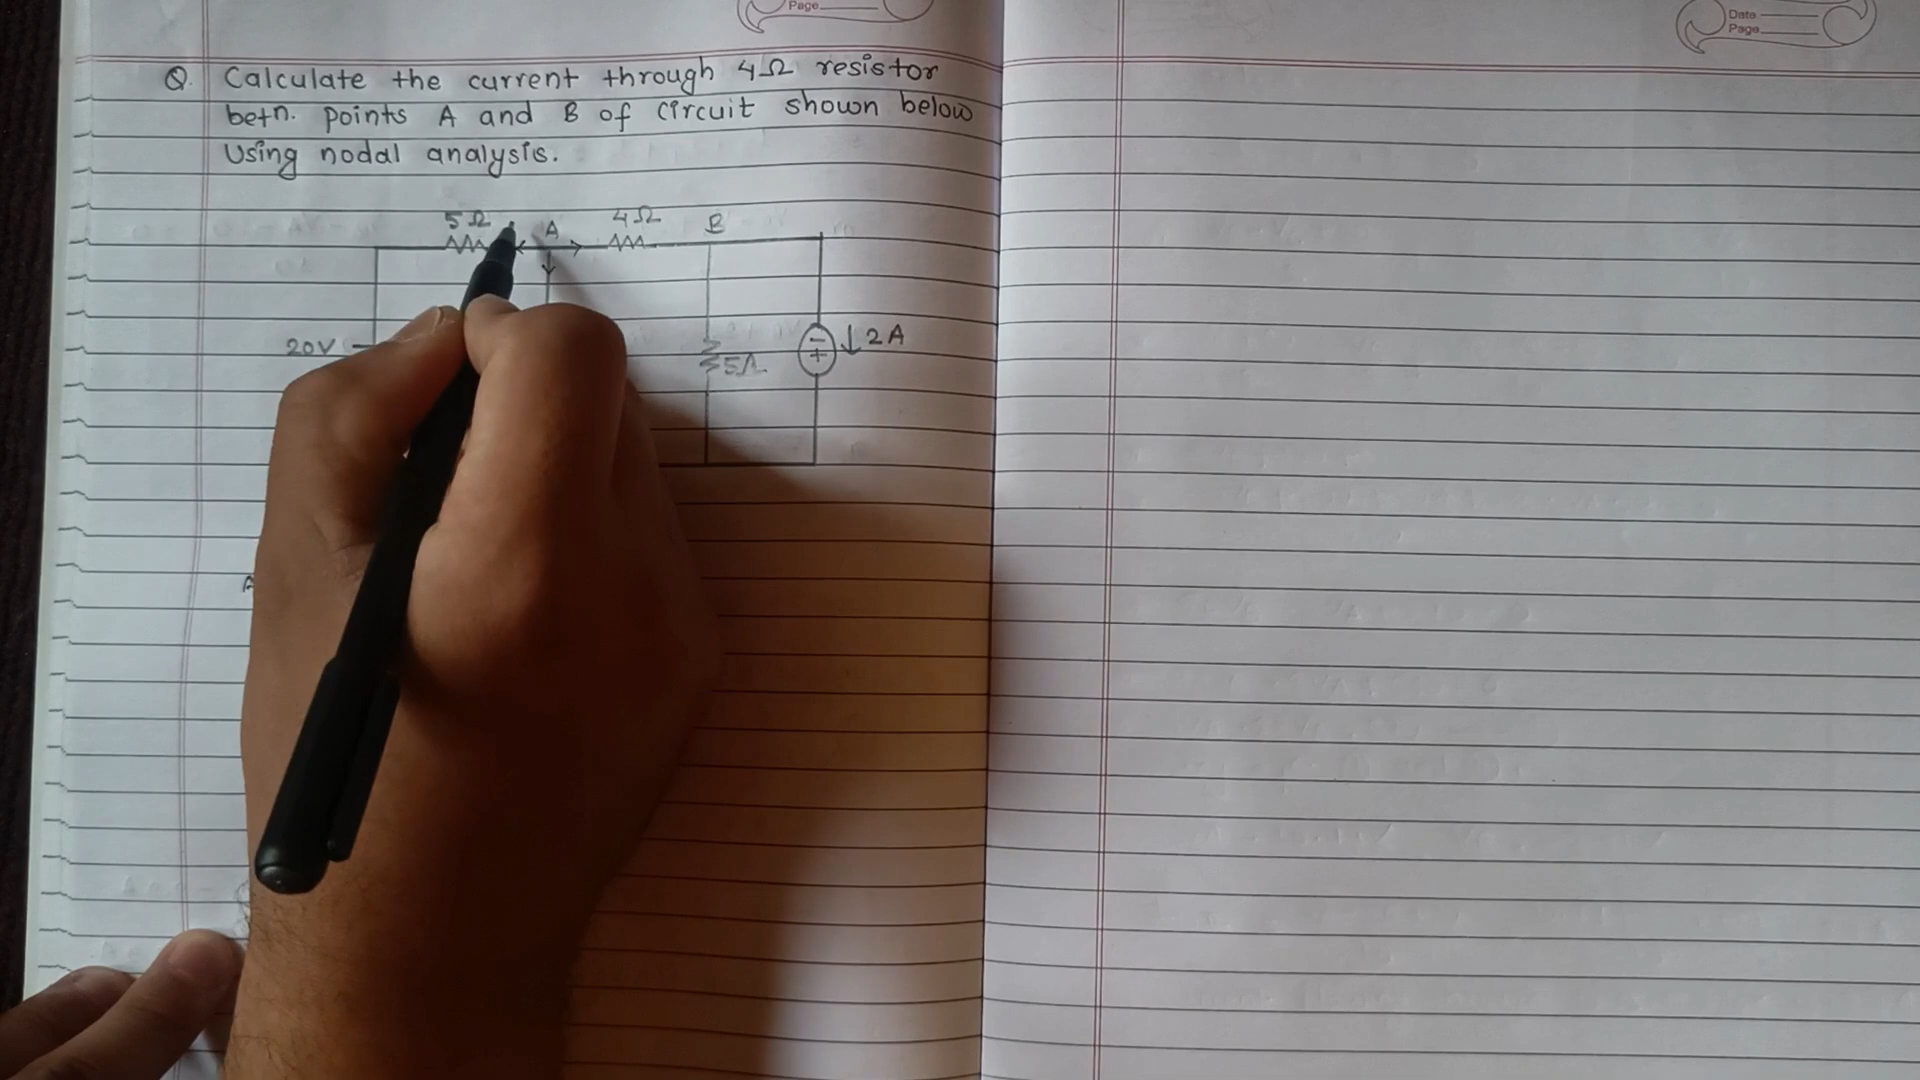 Page
Date
Page
Q. Calculate the current through 4Ω resistor
betn. points A and B of circuit shown below
Using nodal analysis.
5Ω A 4Ω B
20V 5Ω - + ↓ 2A
A